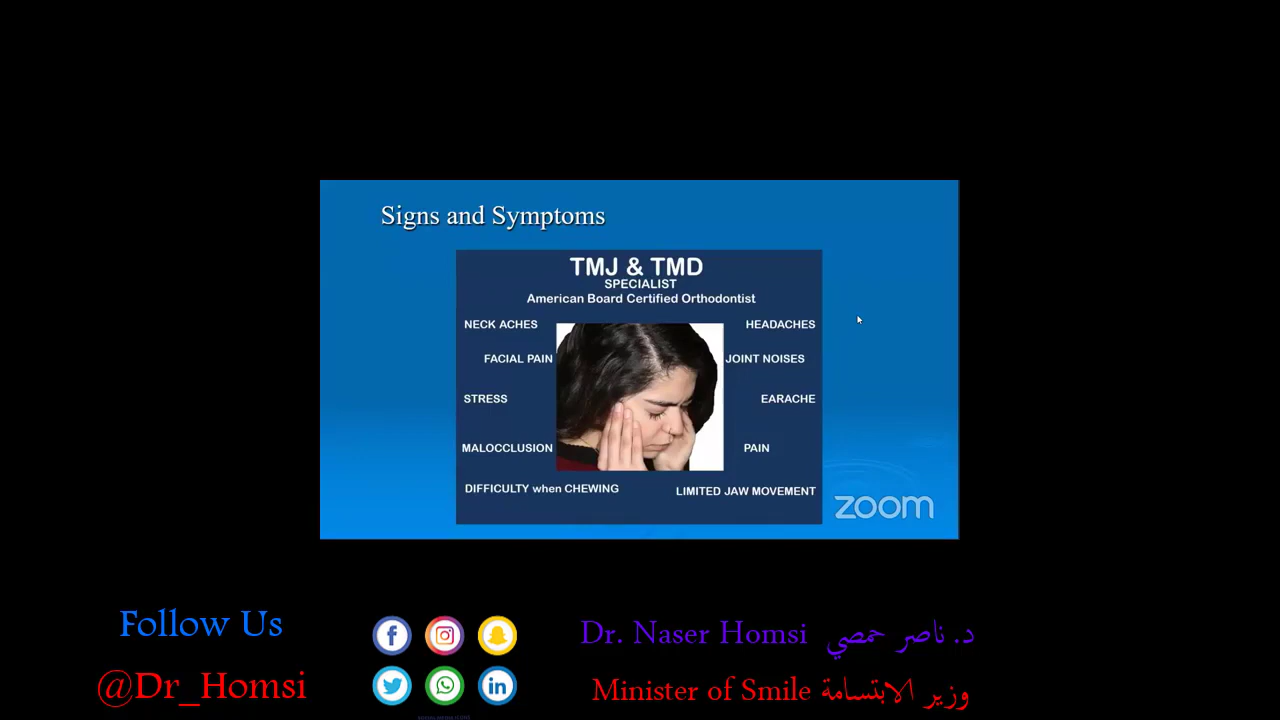 Signs and Symptoms
TMJ & TMD
SPECIALIST
American Board Certified Orthodontist
NECK ACHES
HEADACHES
FACIAL PAIN
JOINT NOISES
STRESS
EARACHE
MALOCCLUSION
PAIN
DIFFICULTY when CHEWING
LIMITED JAW MOVEMENT
zoom
Follow Us
@Dr_Homsi
Dr. Naser Homsi د. ناصر حمصي
Minister of Smile وزير الابتسامة